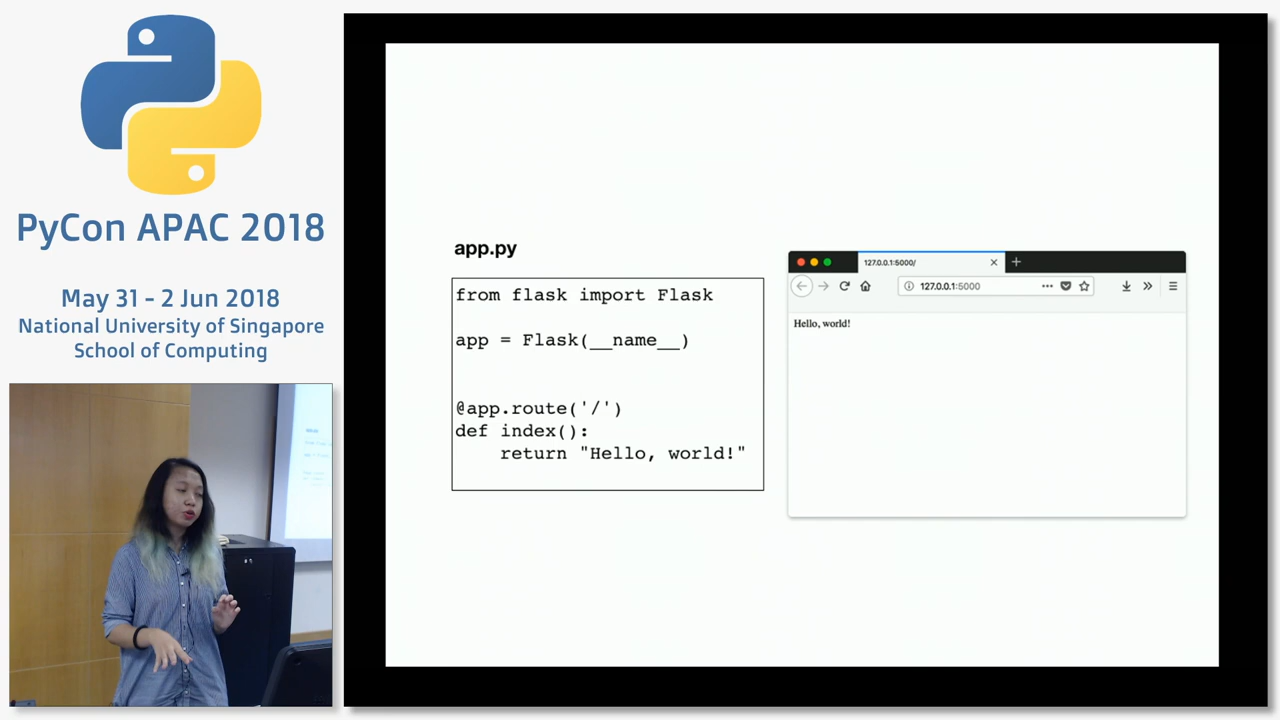 PyCon APAC 2018
May 31 - 2 Jun 2018
National University of Singapore
School of Computing
app.py
from flask import Flask
app = Flask(__name__)
@app.route('/')
def index():
    return "Hello, world!"
127.0.0.1:5000/
127.0.0.1:5000
Hello, world!